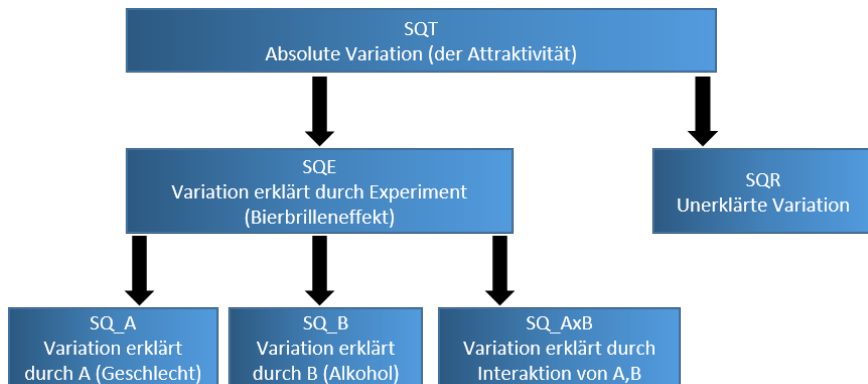 SQT
Absolute Variation (der Attraktivität)
SQE
Variation erklärt durch Experiment
(Bierbrilleneffekt)
SQR
Unerklärte Variation
SQ_A
Variation erklärt
durch A (Geschlecht)
SQ_B
Variation erklärt
durch B (Alkohol)
SQ_AxB
Variation erklärt durch
Interaktion von A,B